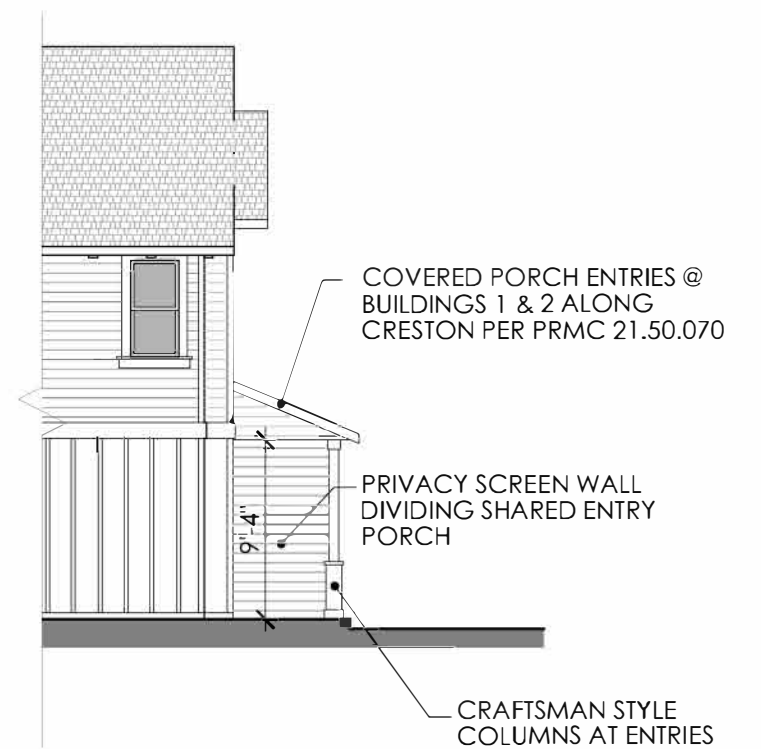 COVERED PORCH ENTRIES @
BUILDINGS 1 & 2 ALONG
CRESTON PER PRMC 21.50.070
PRIVACY SCREEN WALL
DIVIDING SHARED ENTRY
PORCH
9'-4"
CRAFTSMAN STYLE
COLUMNS AT ENTRIES